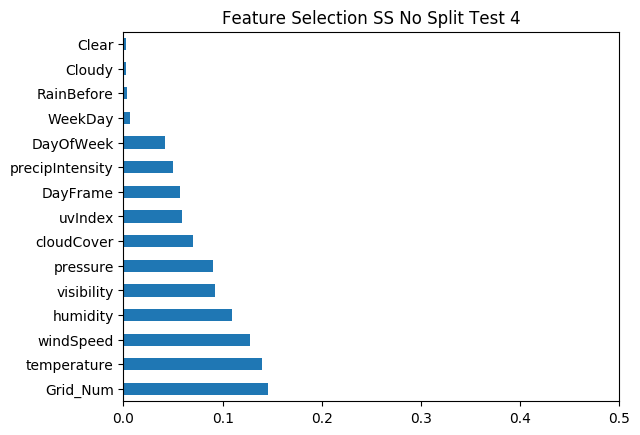 Feature Selection SS No Split Test 4
Clear
Cloudy
RainBefore
WeekDay
DayOfWeek
precipIntensity
DayFrame
uvIndex
cloudCover
pressure
visibility
humidity
windSpeed
temperature
Grid_Num
0.0 0.1 0.2 0.3 0.4 0.5